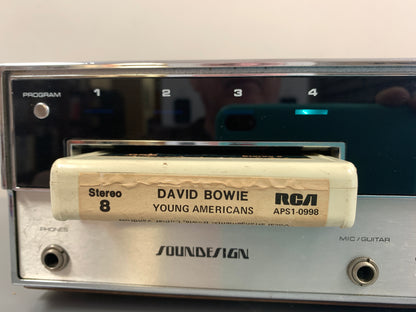 PROGRAM 1 2 3 4
Stereo DAVID BOWIE RCA
8 YOUNG AMERICANS APS1-0998
PHONES SOUNDESIGN MIC/GUITAR